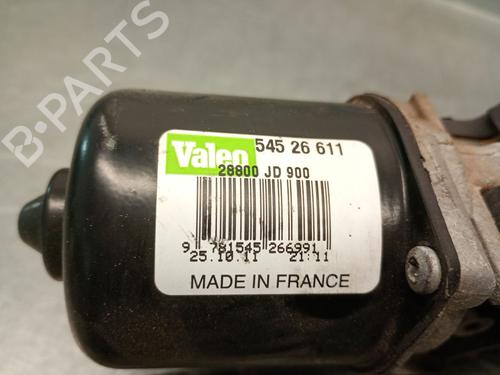 B-PARTS
Valeo 545 26 611
28800 JD 900
9 781545 266991
25.10.11 21:11
MADE IN FRANCE